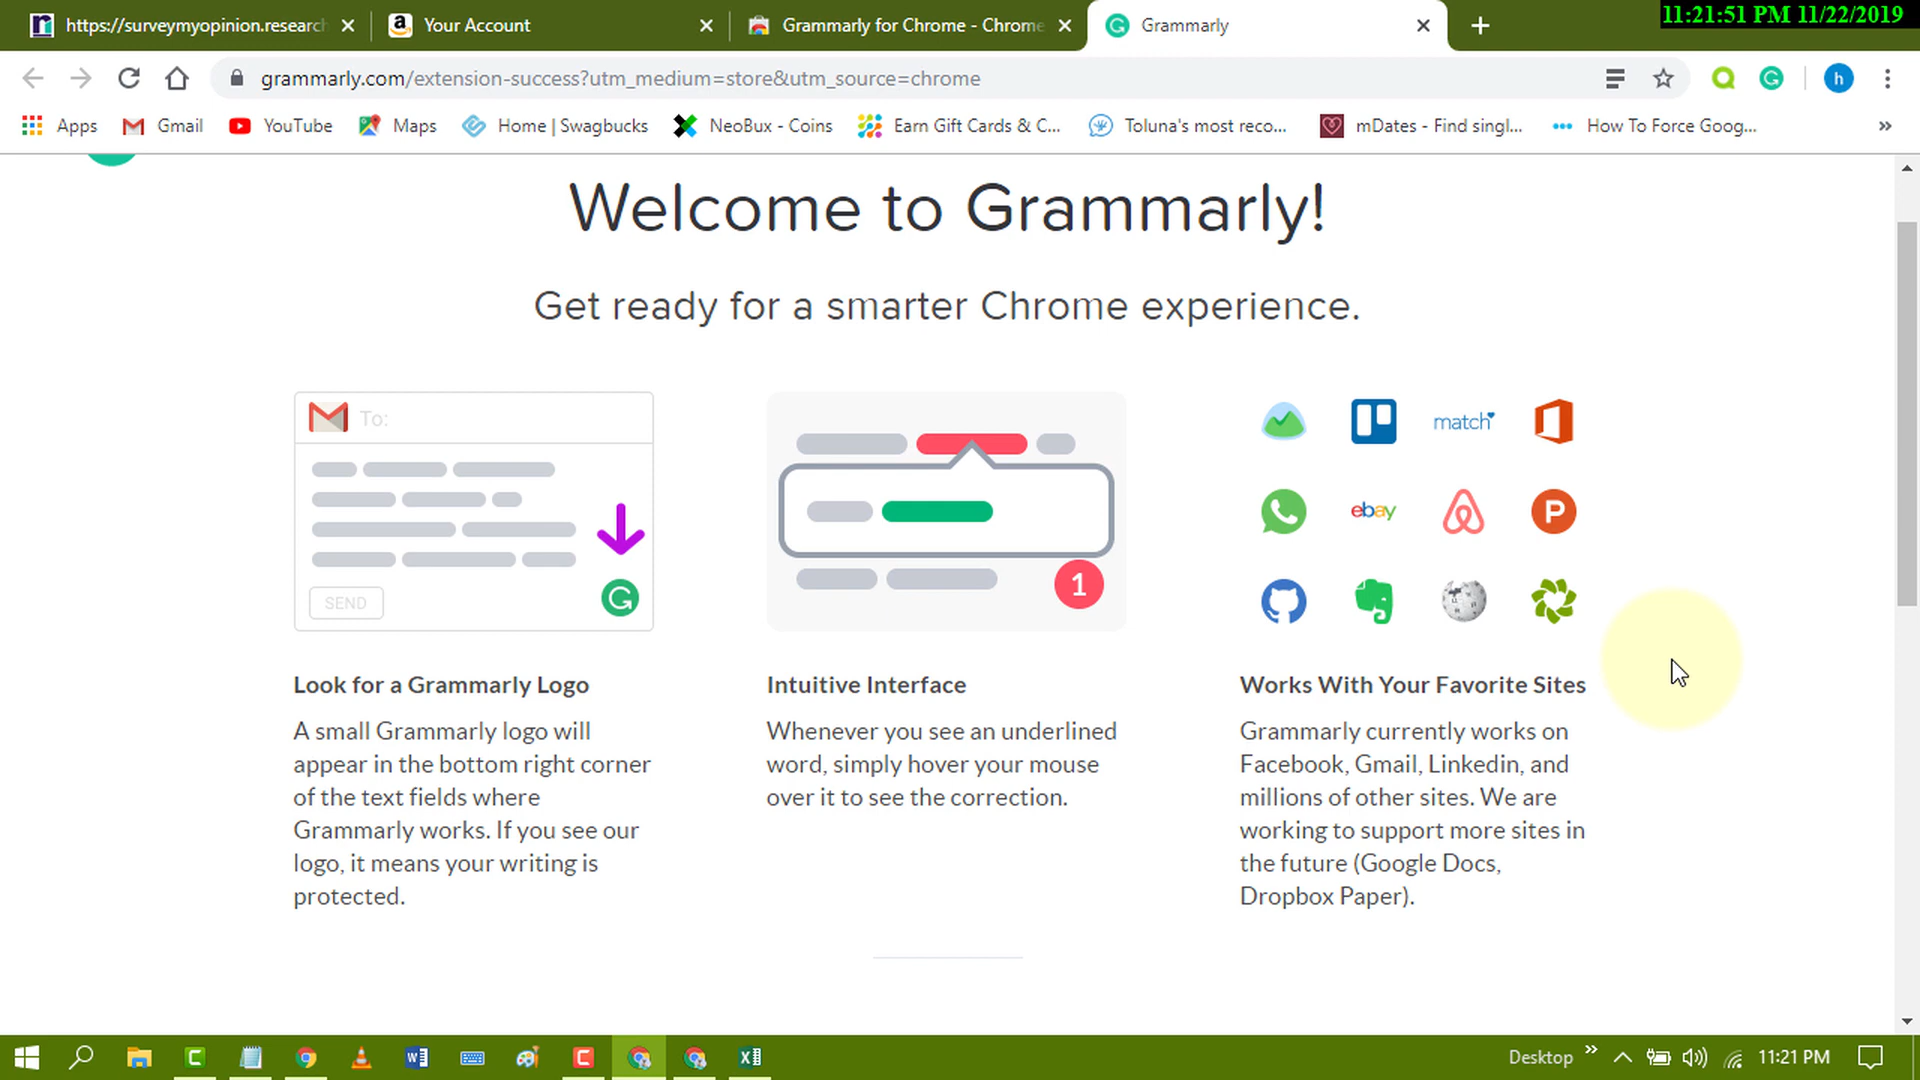 https://surveymyopinion.research
Your Account
Grammarly for Chrome - Chrome
Grammarly
11:21:51 PM 11/22/2019
grammarly.com/extension-success?utm_medium=store&utm_source=chrome
h
Apps
Gmail
YouTube
Maps
Home | Swagbucks
NeoBux - Coins
Earn Gift Cards & C...
Toluna's most reco...
mDates - Find singl...
How To Force Goog...
Welcome to Grammarly!
Get ready for a smarter Chrome experience.
To:
SEND
1
match
ebay
P
Look for a Grammarly Logo
A small Grammarly logo will
appear in the bottom right corner
of the text fields where
Grammarly works. If you see our
logo, it means your writing is
protected.
Intuitive Interface
Whenever you see an underlined
word, simply hover your mouse
over it to see the correction.
Works With Your Favorite Sites
Grammarly currently works on
Facebook, Gmail, Linkedin, and
millions of other sites. We are
working to support more sites in
the future (Google Docs,
Dropbox Paper).
Desktop
11:21 PM